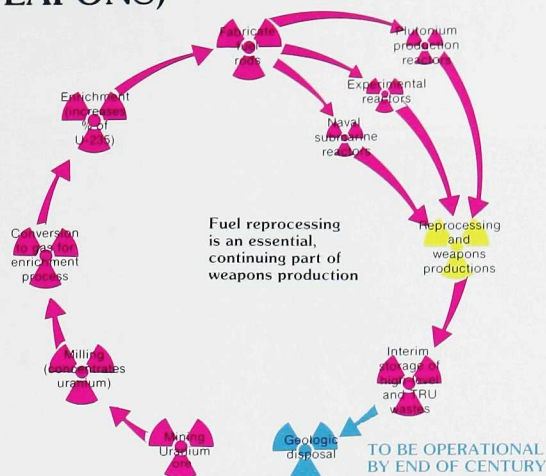 EAPONS)
Fabricate
fuel
rods
Plutonium
production
reactors
Experimental
reactors
Naval
submarine
reactors
Enrichment
(increases
% of
U-235)
Fuel reprocessing
is an essential,
continuing part of
weapons production
Reprocessing
and
weapons
productions
Conversion
to gas for
enrichment
process
Milling
(concentrates
uranium)
Interim
storage of
high-level
and TRU
wastes
Mining
Uranium
ore
Geologic
disposal
TO BE OPERATIONAL
BY END OF CENTURY